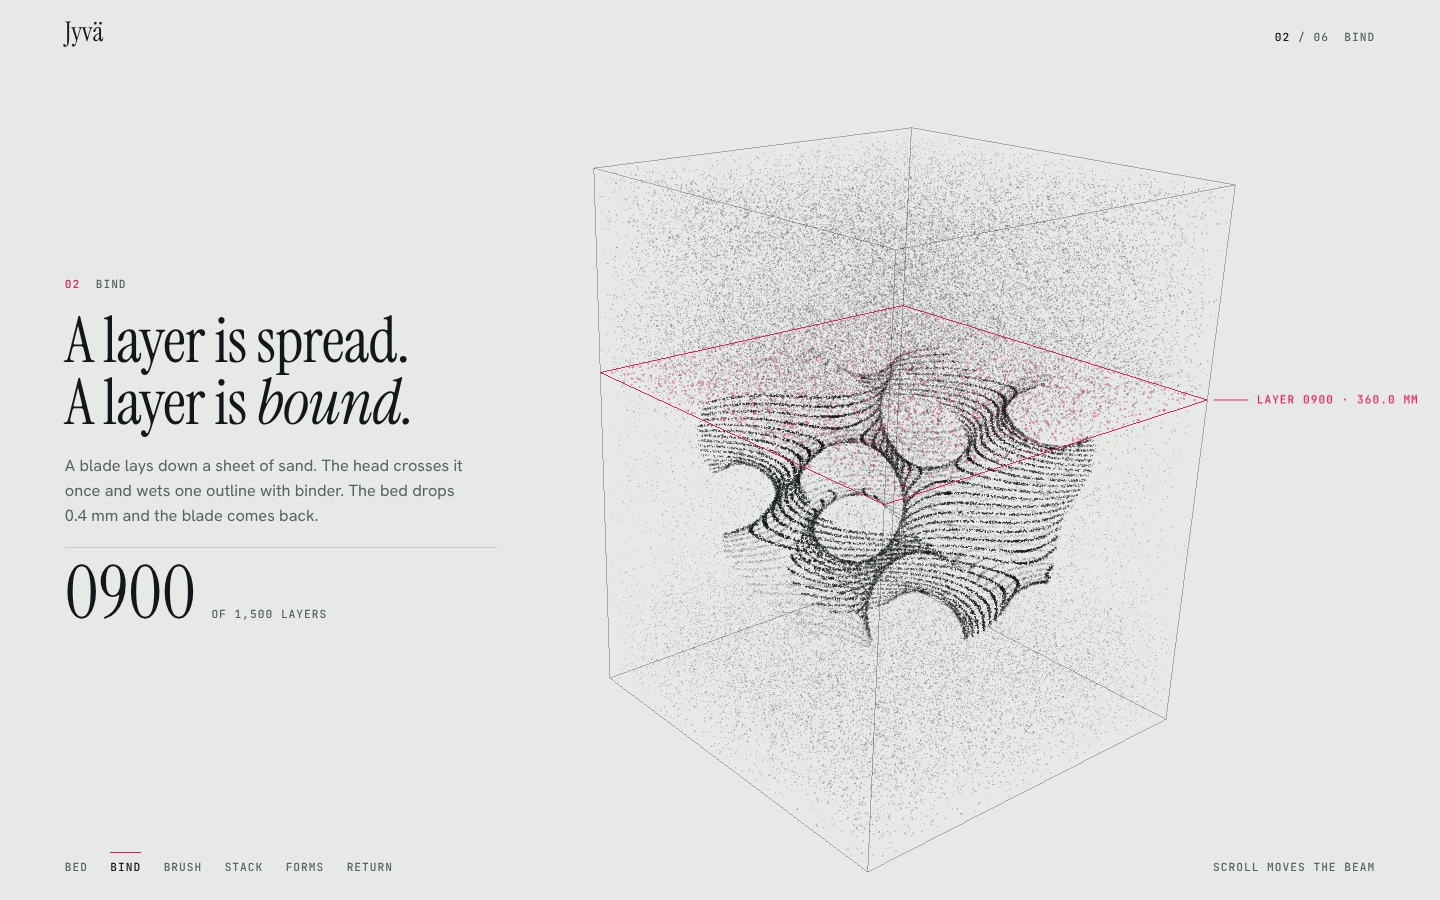 Jyvä
02 / 06 BIND
02 BIND
A layer is spread.
A layer is bound.
A blade lays down a sheet of sand. The head crosses it
once and wets one outline with binder. The bed drops
0.4 mm and the blade comes back.
0900 OF 1,500 LAYERS
LAYER 0900 · 360.0 MM
BED BIND BRUSH STACK FORMS RETURN
SCROLL MOVES THE BEAM